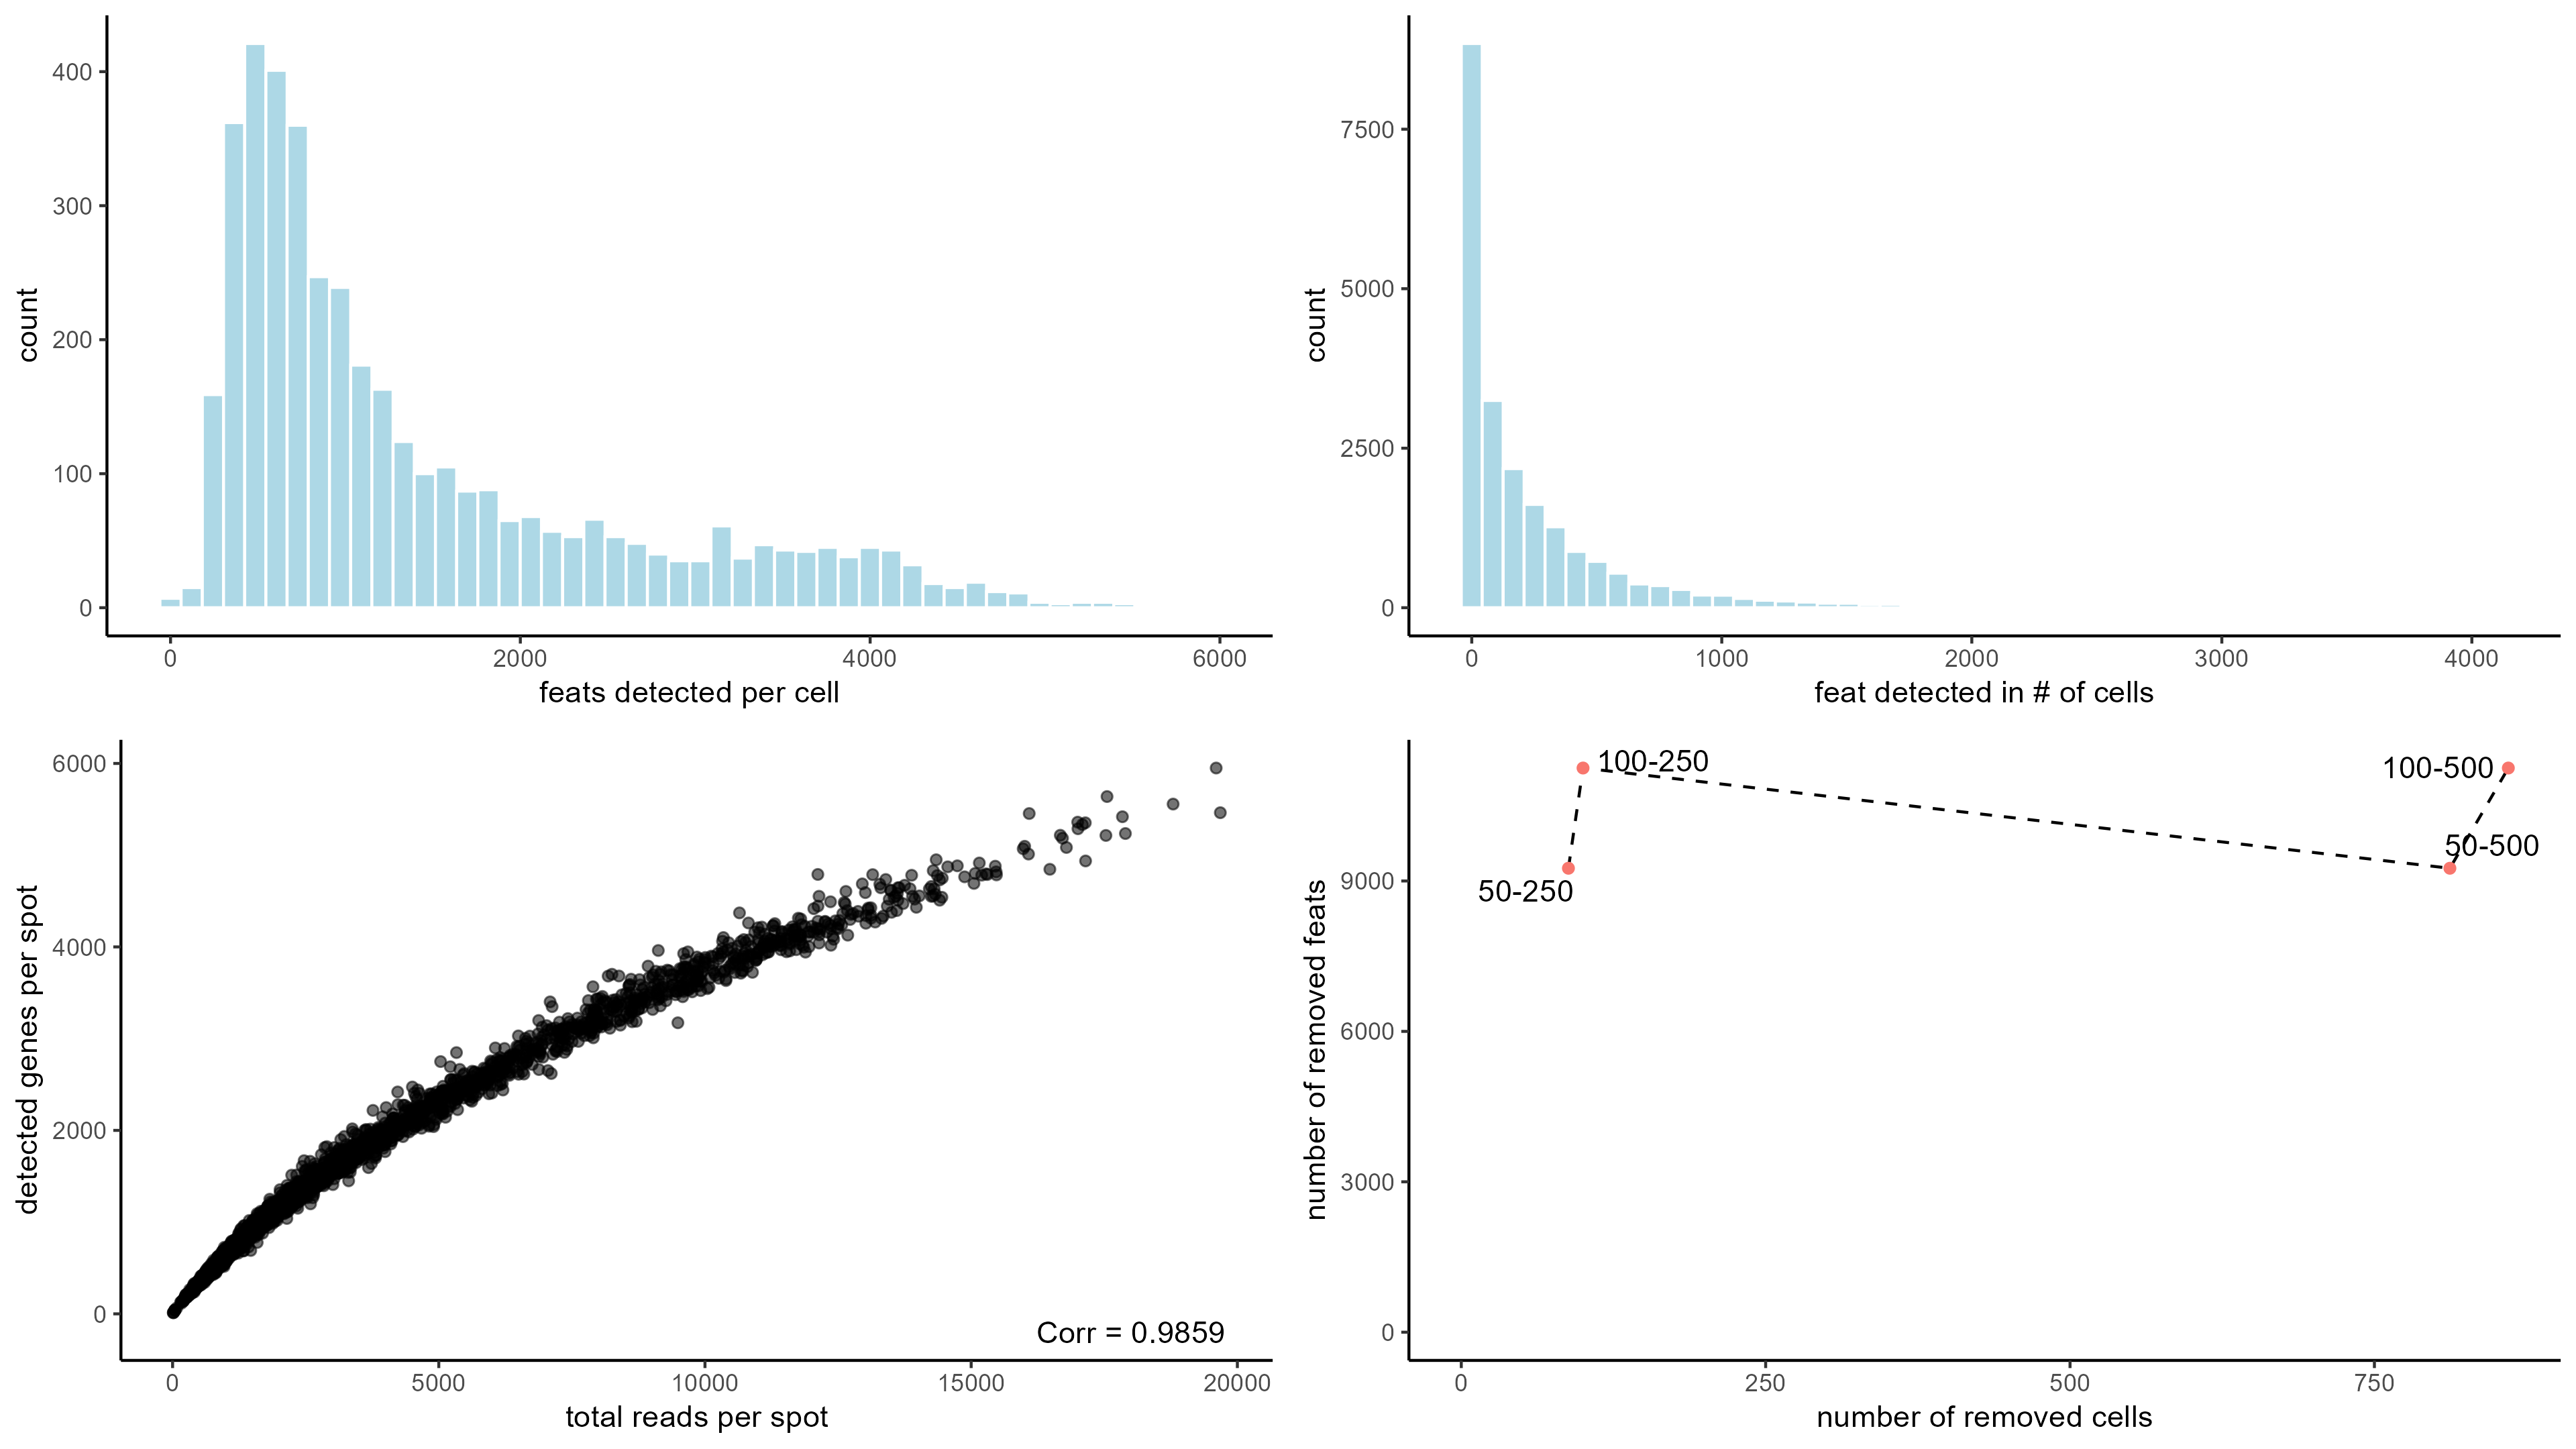 400
300
200
100
0
count
0 2000 4000 6000
feats detected per cell
7500
5000
2500
0
count
0 1000 2000 3000 4000
feat detected in # of cells
6000
4000
2000
0
detected genes per spot
Corr = 0.9859
0 5000 10000 15000 20000
total reads per spot
100-250
100-500
50-500
50-250
9000
6000
3000
0
number of removed feats
0 250 500 750
number of removed cells